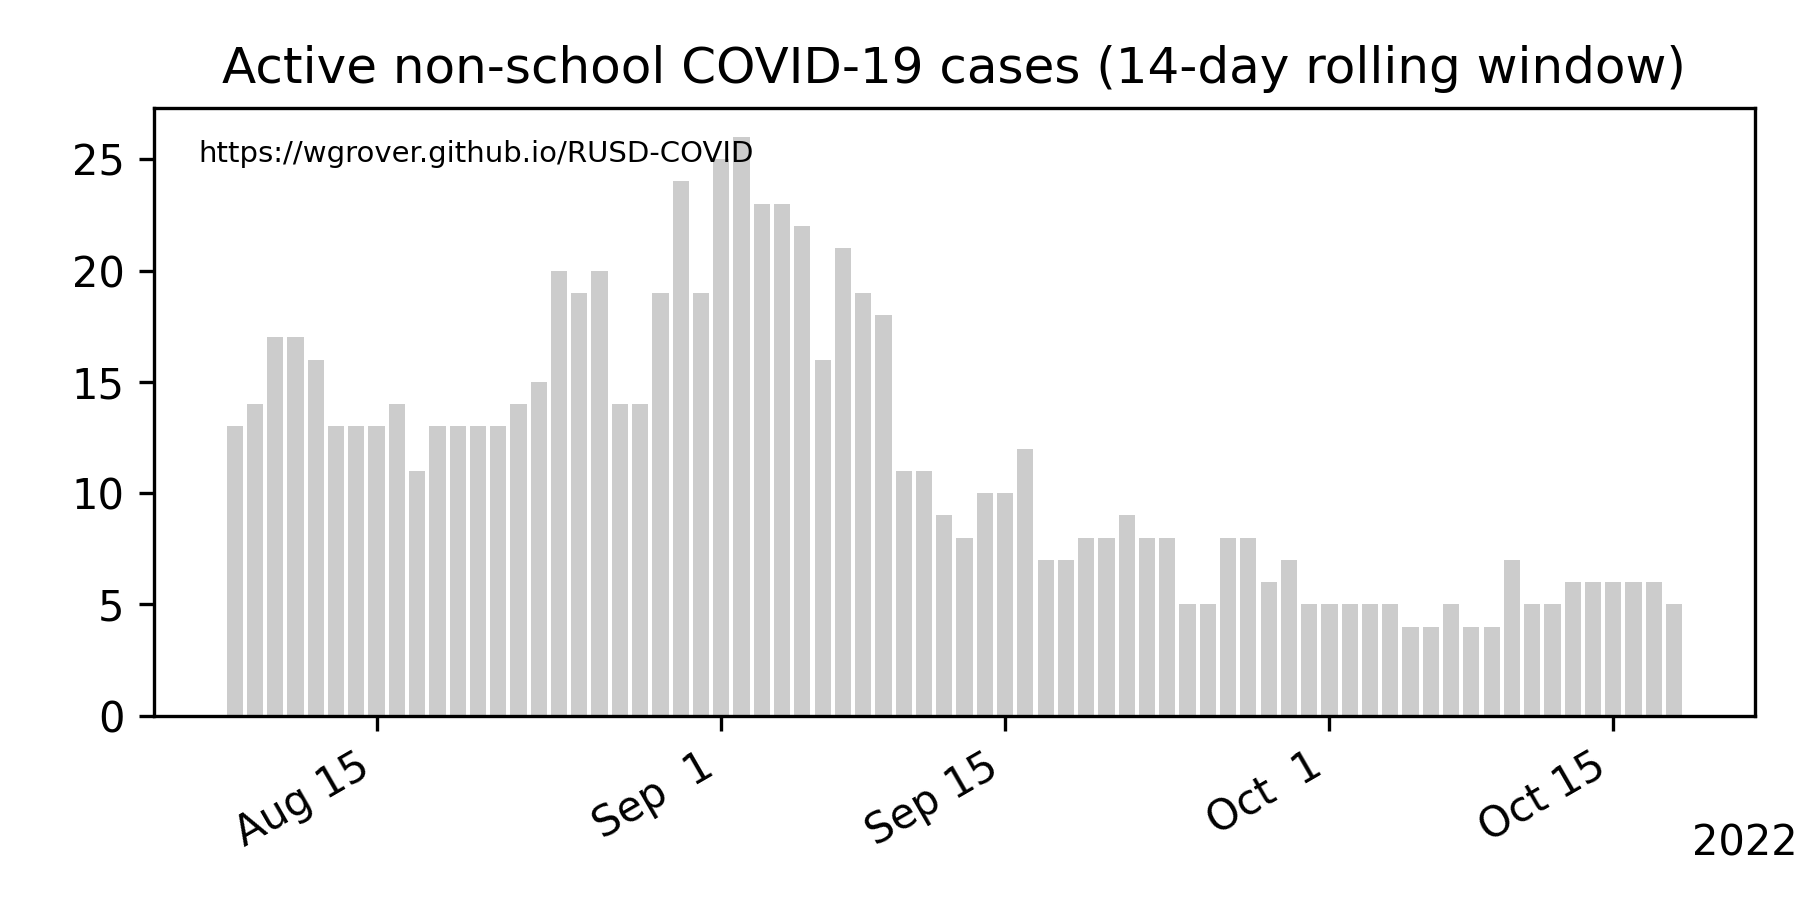 Active non-school COVID-19 cases (14-day rolling window)
https://wgrover.github.io/RUSD-COVID
25
20
15
10
5
0
Aug 15
Sep 1
Sep 15
Oct 1
Oct 15
2022